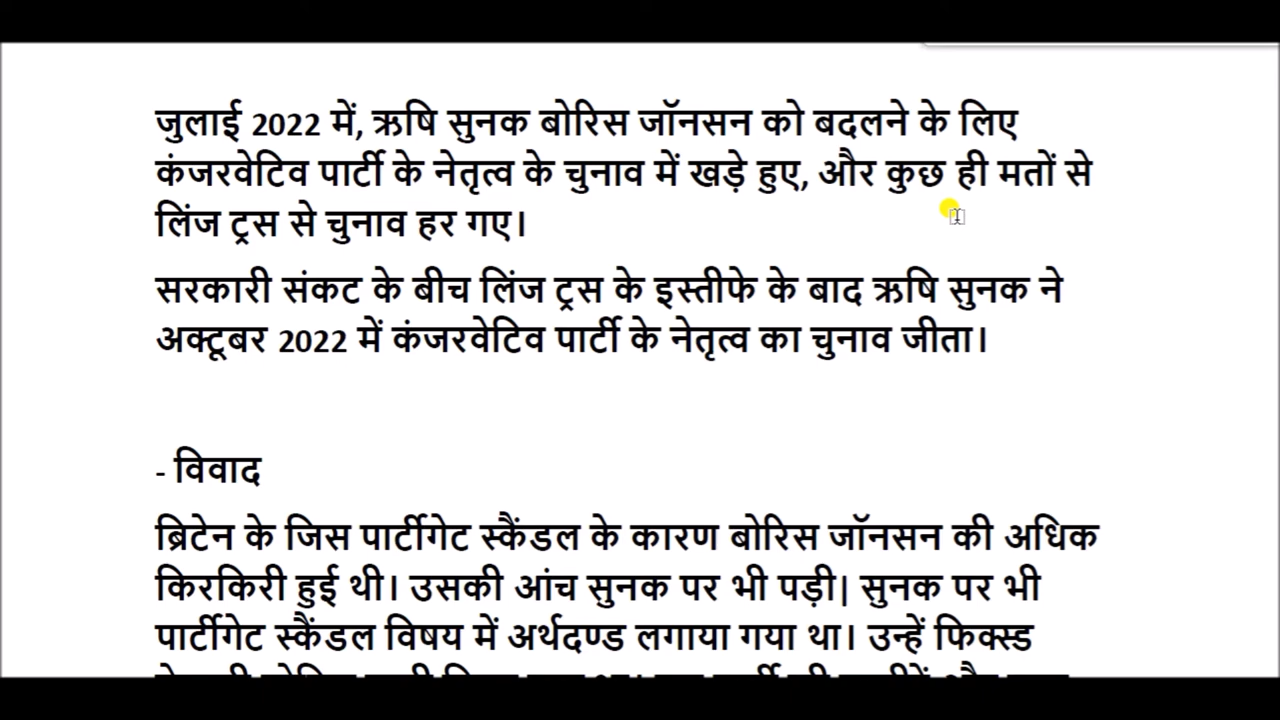 जुलाई 2022 में, ऋषि सुनक बोरिस जॉनसन को बदलने के लिए
कंजरवेटिव पार्टी के नेतृत्व के चुनाव में खड़े हुए, और कुछ ही मतों से
लिंज ट्रस से चुनाव हर गए।
सरकारी संकट के बीच लिंज ट्रस के इस्तीफे के बाद ऋषि सुनक ने
अक्टूबर 2022 में कंजरवेटिव पार्टी के नेतृत्व का चुनाव जीता।
- विवाद
ब्रिटेन के जिस पार्टीगेट स्कैंडल के कारण बोरिस जॉनसन की अधिक
किरकिरी हुई थी। उसकी आंच सुनक पर भी पड़ी| सुनक पर भी
पार्टीगेट स्कैंडल विषय में अर्थदण्ड लगाया गया था। उन्हें फिक्स्ड